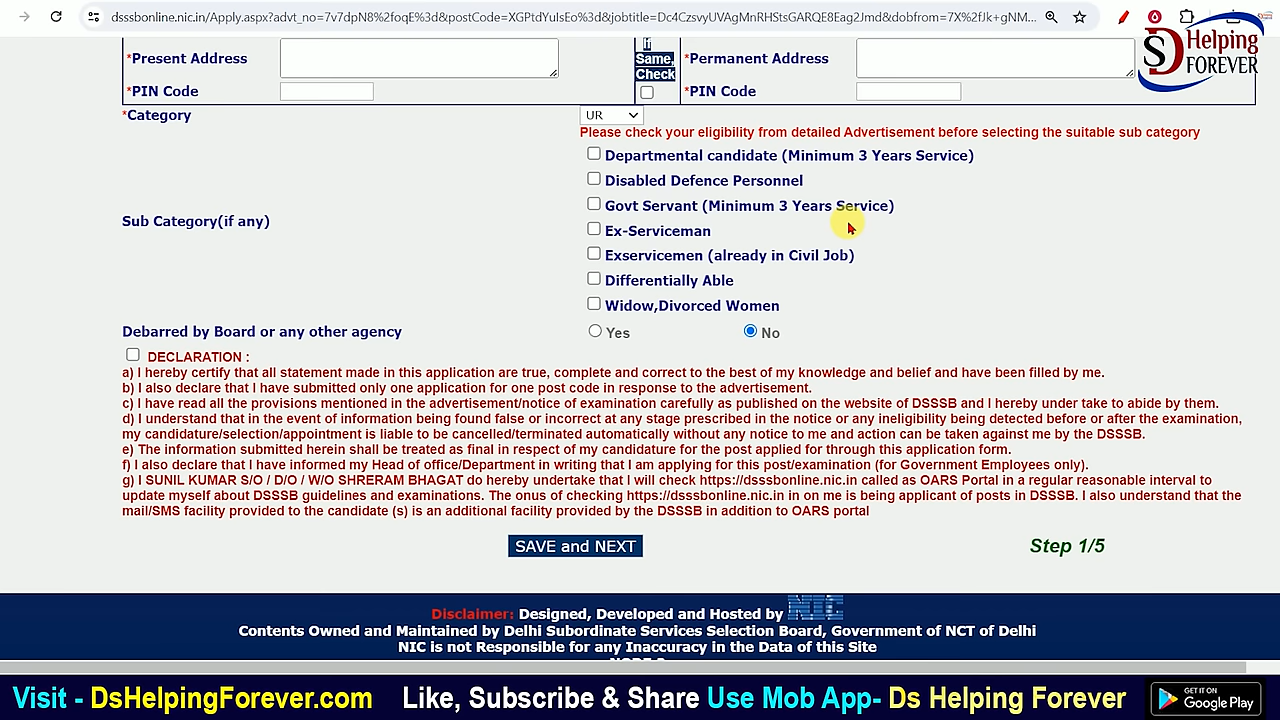 dsssbonline.nic.in/Apply.aspx?advt_no=7v7dpN8%2foqE%3d&postCode=XGPtdYuIsEo%3d&jobtitle=Dc4CzsvyUVAgMnRHStsGARQE8Eag2Jmd&dobfrom=7X%2fJk+gNM...
SD Helping FOREVER
*Present Address
If Same, Check
*Permanent Address
*PIN Code
*PIN Code
*Category
UR
Please check your eligibility from detailed Advertisement before selecting the suitable sub category
Departmental candidate (Minimum 3 Years Service)
Disabled Defence Personnel
Govt Servant (Minimum 3 Years Service)
Sub Category(if any)
Ex-Serviceman
Exservicemen (already in Civil Job)
Differentially Able
Widow,Divorced Women
Debarred by Board or any other agency
Yes
No
DECLARATION :
a) I hereby certify that all statement made in this application are true, complete and correct to the best of my knowledge and belief and have been filled by me.
b) I also declare that I have submitted only one application for one post code in response to the advertisement.
c) I have read all the provisions mentioned in the advertisement/notice of examination carefully as published on the website of DSSSB and I hereby under take to abide by them.
d) I understand that in the event of information being found false or incorrect at any stage prescribed in the notice or any ineligibility being detected before or after the examination,
my candidature/selection/appointment is liable to be cancelled/terminated automatically without any notice to me and action can be taken against me by the DSSSB.
e) The information submitted herein shall be treated as final in respect of my candidature for the post applied for through this application form.
f) I also declare that I have informed my Head of office/Department in writing that I am applying for this post/examination (for Government Employees only).
g) I SUNIL KUMAR S/O / D/O / W/O SHRERAM BHAGAT do hereby undertake that I will check https://dsssbonline.nic.in called as OARS Portal in a regular reasonable interval to
update myself about DSSSB guidelines and examinations. The onus of checking https://dsssbonline.nic.in in on me is being applicant of posts in DSSSB. I also understand that the
mail/SMS facility provided to the candidate (s) is an additional facility provided by the DSSSB in addition to OARS portal
SAVE and NEXT
Step 1/5
Disclaimer: Designed, Developed and Hosted by NIC
Contents Owned and Maintained by Delhi Subordinate Services Selection Board, Government of NCT of Delhi
NIC is not Responsible for any Inaccuracy in the Data of this Site
Visit - DsHelpingForever.com
Like, Subscribe & Share Use Mob App- Ds Helping Forever
GET IT ON
Google Play